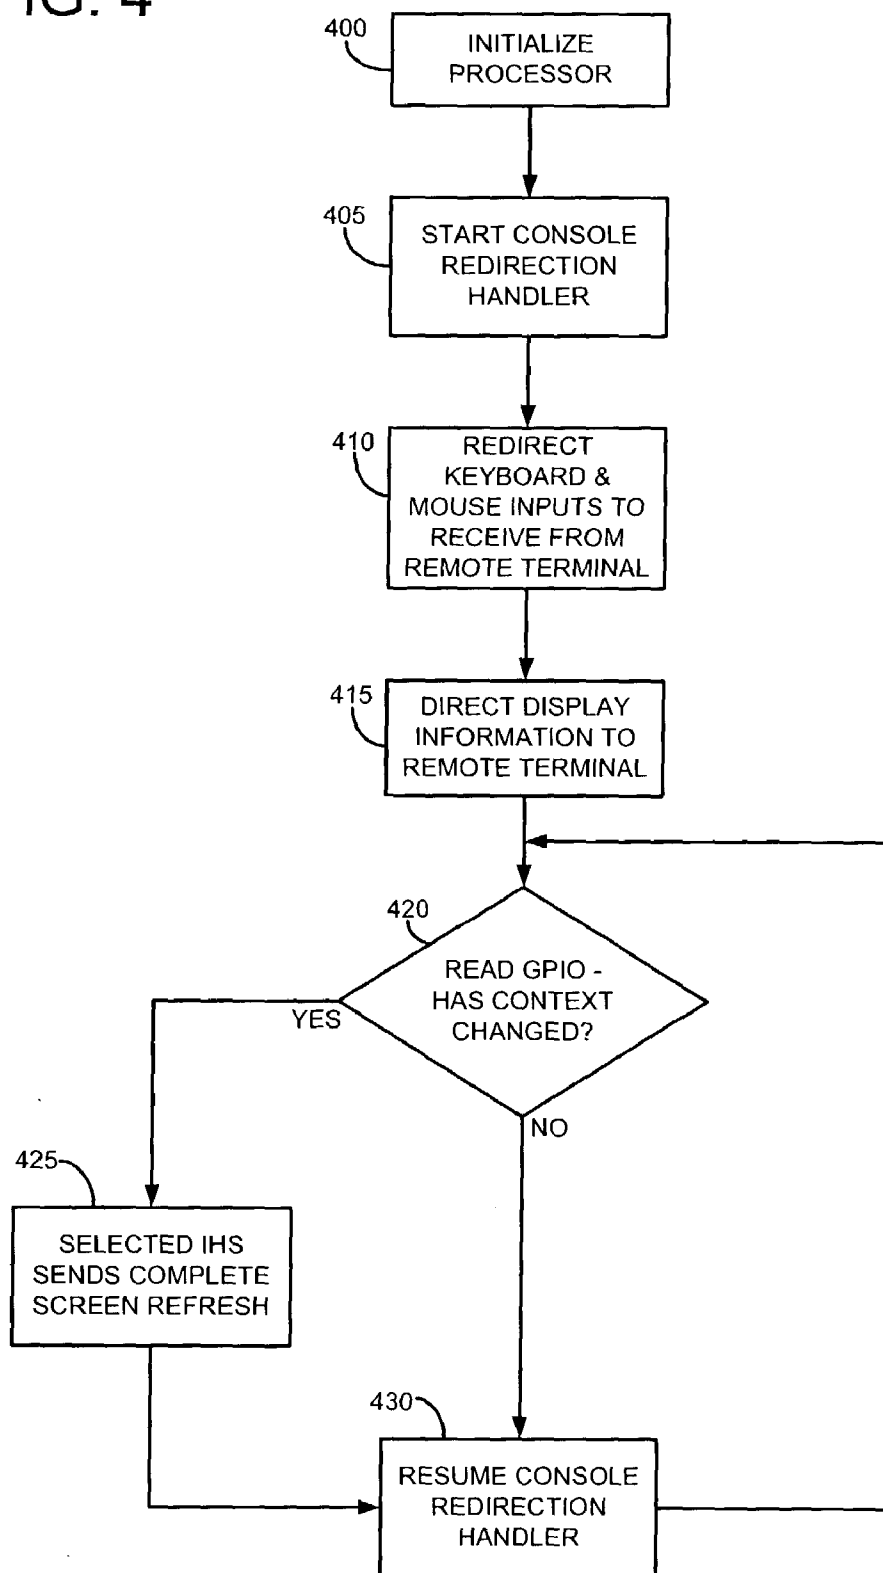 IG. 4
400
INITIALIZE
PROCESSOR
405
START CONSOLE
REDIRECTION
HANDLER
410
REDIRECT
KEYBOARD &
MOUSE INPUTS TO
RECEIVE FROM
REMOTE TERMINAL
415
DIRECT DISPLAY
INFORMATION TO
REMOTE TERMINAL
420
READ GPIO -
HAS CONTEXT
CHANGED?
YES
NO
425
SELECTED IHS
SENDS COMPLETE
SCREEN REFRESH
430
RESUME CONSOLE
REDIRECTION
HANDLER